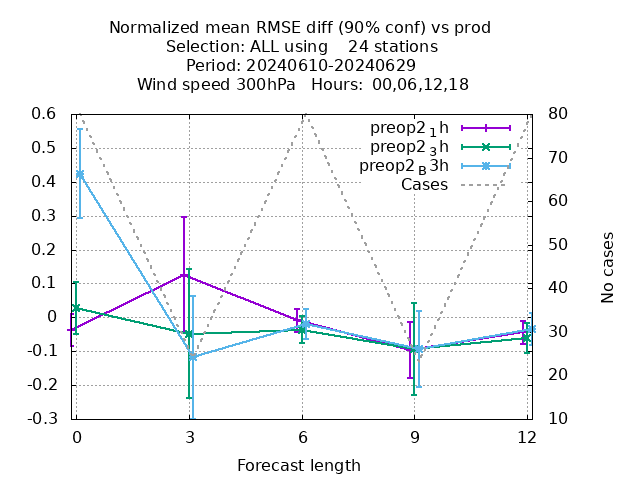 Normalized mean RMSE diff (90% conf) vs prod
Selection: ALL using    24 stations
Period: 20240610-20240629
Wind speed 300hPa   Hours:  00,06,12,18
preop2 1h
preop2 3h
preop2 B3h
Cases
0.6
0.5
0.4
0.3
0.2
0.1
0
-0.1
-0.2
-0.3
80
70
60
50
40
30
20
10
No cases
0 3 6 9 12
Forecast length